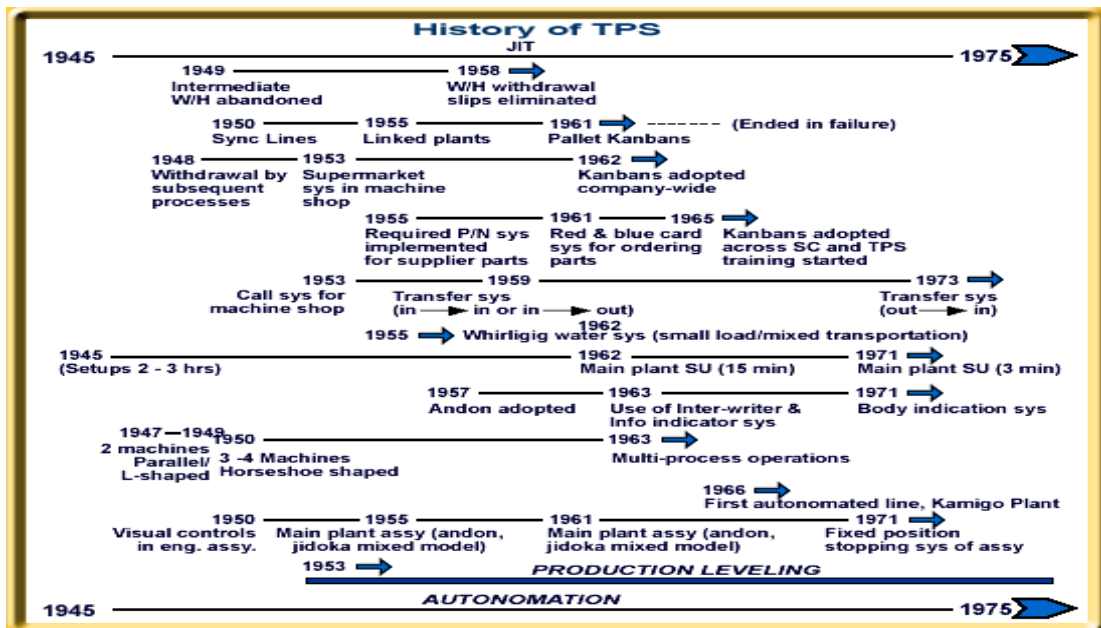 History of TPS
JIT
1945 1975
1949 1958
Intermediate W/H withdrawal
W/H abandoned slips eliminated
1950 1955 1961 ------- (Ended in failure)
Sync Lines Linked plants Pallet Kanbans
1948 1953 1962
Withdrawal by Supermarket Kanbans adopted
subsequent sys in machine company-wide
processes shop
1955 1961 1965
Required P/N sys Red & blue card Kanbans adopted
implemented sys for ordering across SC and TPS
for supplier parts parts training started
1953 1959 1973
Call sys for Transfer sys Transfer sys
machine shop (in in or in out) (out in)
1962
1955 Whirligig water sys (small load/mixed transportation)
1945 1962 1971
(Setups 2 - 3 hrs) Main plant SU (15 min) Main plant SU (3 min)
1957 1963 1971
Andon adopted Use of Inter-writer & Body indication sys
Info indicator sys
1947 1949 1950 1963
2 machines 3 -4 Machines Multi-process operations
Parallel/ Horseshoe shaped
L-shaped
1966
First autonomated line, Kamigo Plant
1950 1955 1961 1971
Visual controls Main plant assy (andon, Main plant assy (andon, Fixed position
in eng. assy. jidoka mixed model) jidoka mixed model) stopping sys of assy
1953 PRODUCTION LEVELING
AUTONOMATION
1945 1975